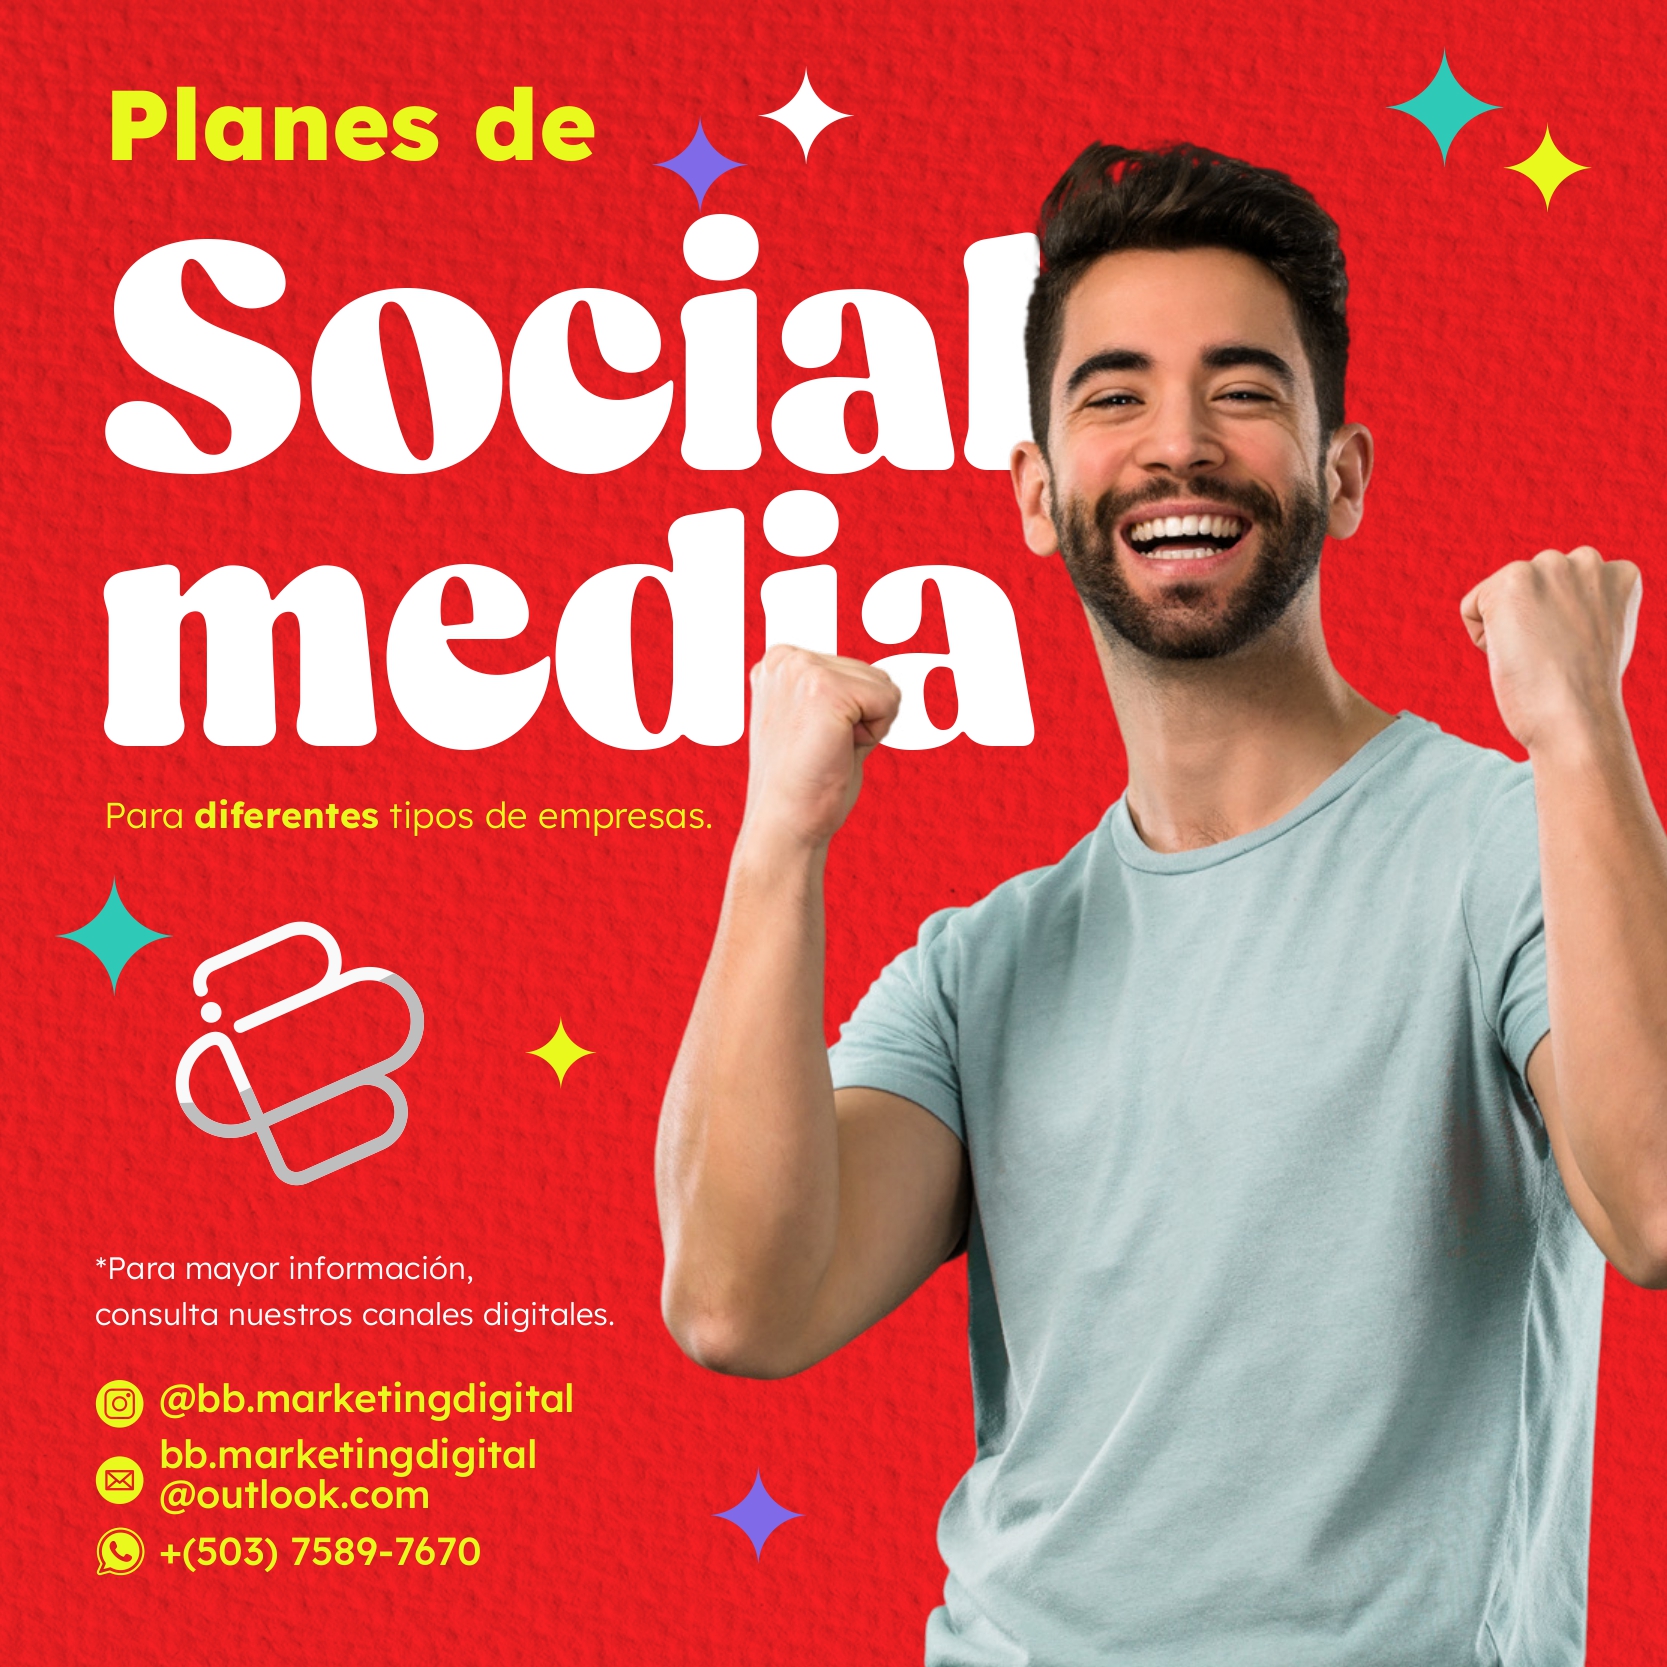 Planes de
Social
media
Para diferentes tipos de empresas.
*Para mayor información,
consulta nuestros canales digitales.
@bb.marketingdigital
bb.marketingdigital
@outlook.com
+(503) 7589-7670